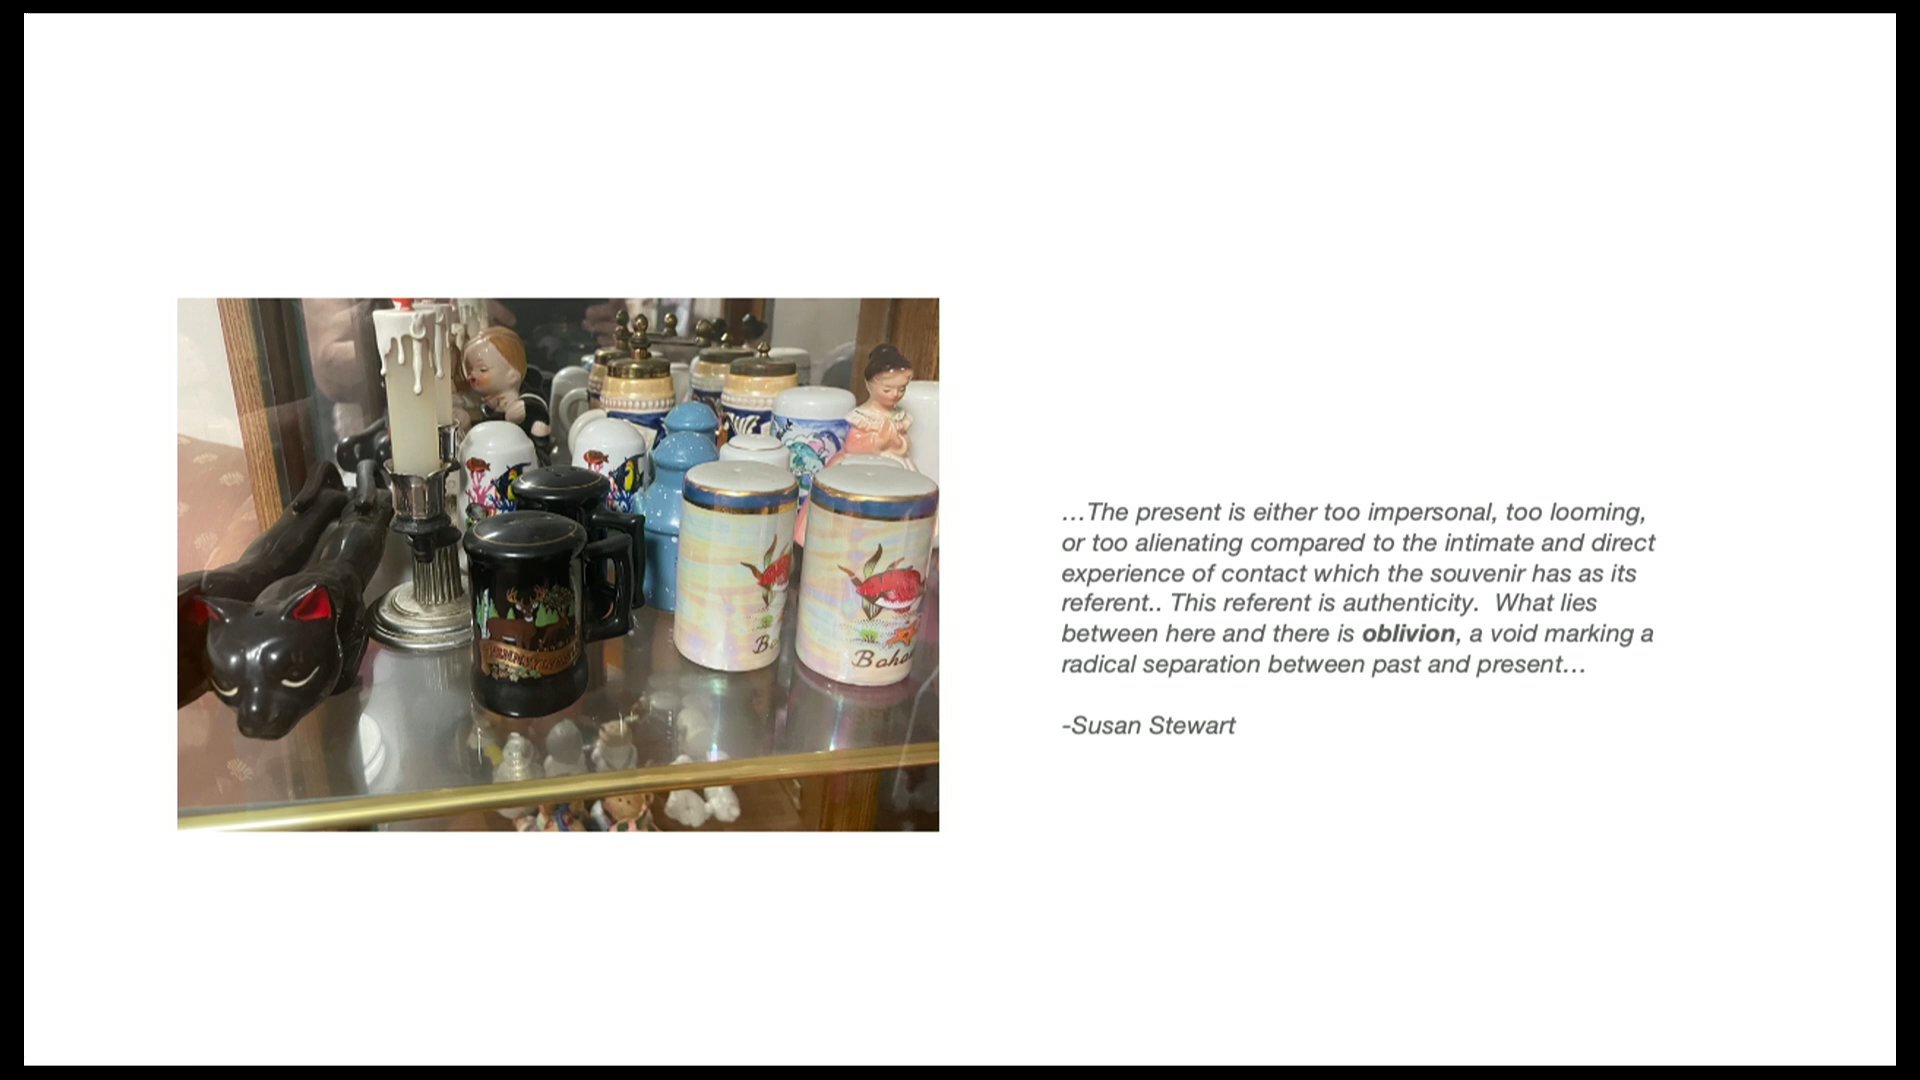 PENNSYLVANIA
…The present is either too impersonal, too looming,
or too alienating compared to the intimate and direct
experience of contact which the souvenir has as its
referent.. This referent is authenticity.  What lies
between here and there is oblivion, a void marking a
radical separation between past and present…
-Susan Stewart